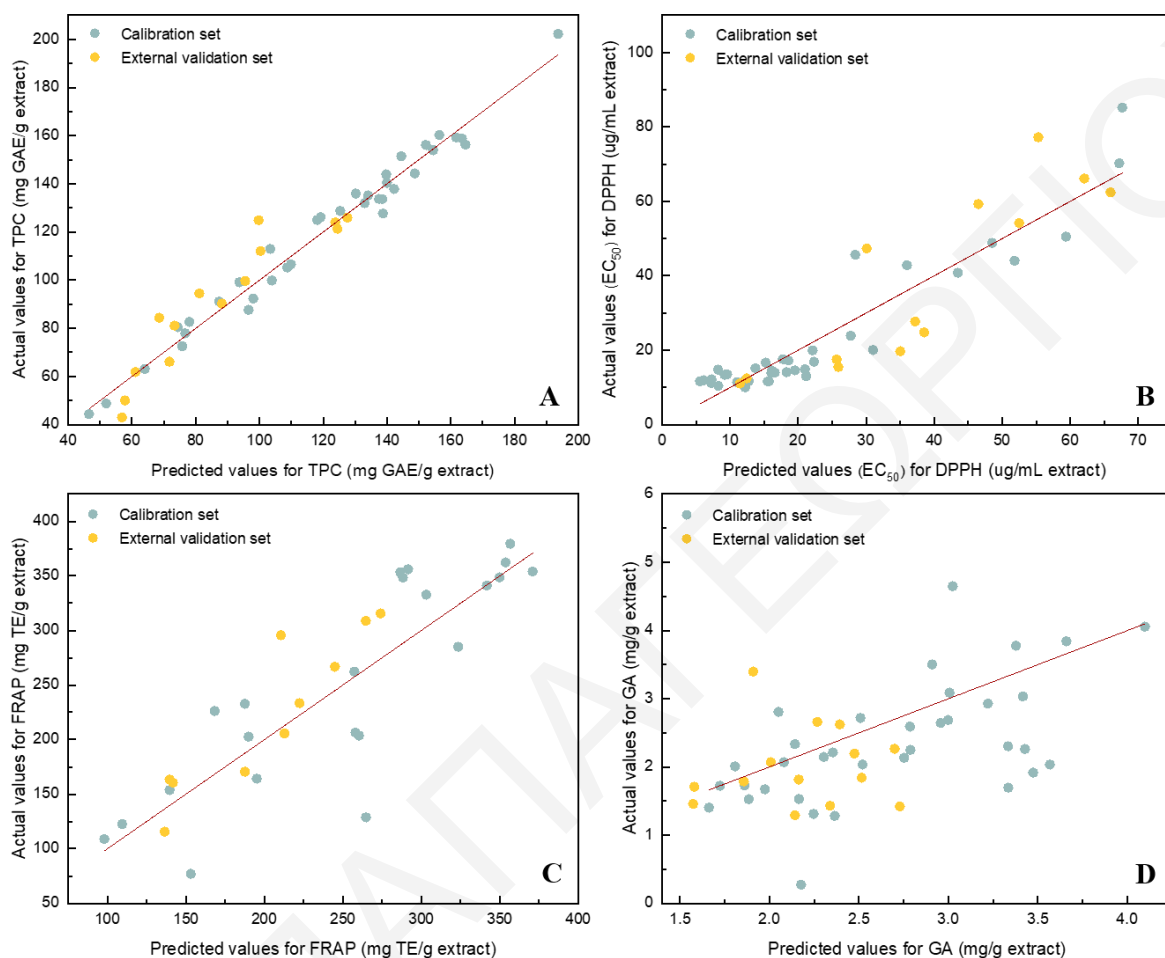 Calibration set
External validation set
200
180
160
140
120
100
80
60
40
40 60 80 100 120 140 160 180 200
Actual values for TPC (mg GAE/g extract)
Predicted values for TPC (mg GAE/g extract)
A
Calibration set
External validation set
100
80
60
40
20
0
0 10 20 30 40 50 60 70
Actual values (EC₅₀) for DPPH (ug/mL extract)
Predicted values (EC₅₀) for DPPH (ug/mL extract)
B
Calibration set
External validation set
400
350
300
250
200
150
100
50
100 150 200 250 300 350 400
Actual values for FRAP (mg TE/g extract)
Predicted values for FRAP (mg TE/g extract)
C
Calibration set
External validation set
6
5
4
3
2
1
0
1.5 2.0 2.5 3.0 3.5 4.0
Actual values for GA (mg/g extract)
Predicted values for GA (mg/g extract)
D
ΠΑΠΑΓΕΩΡΓΙΟ